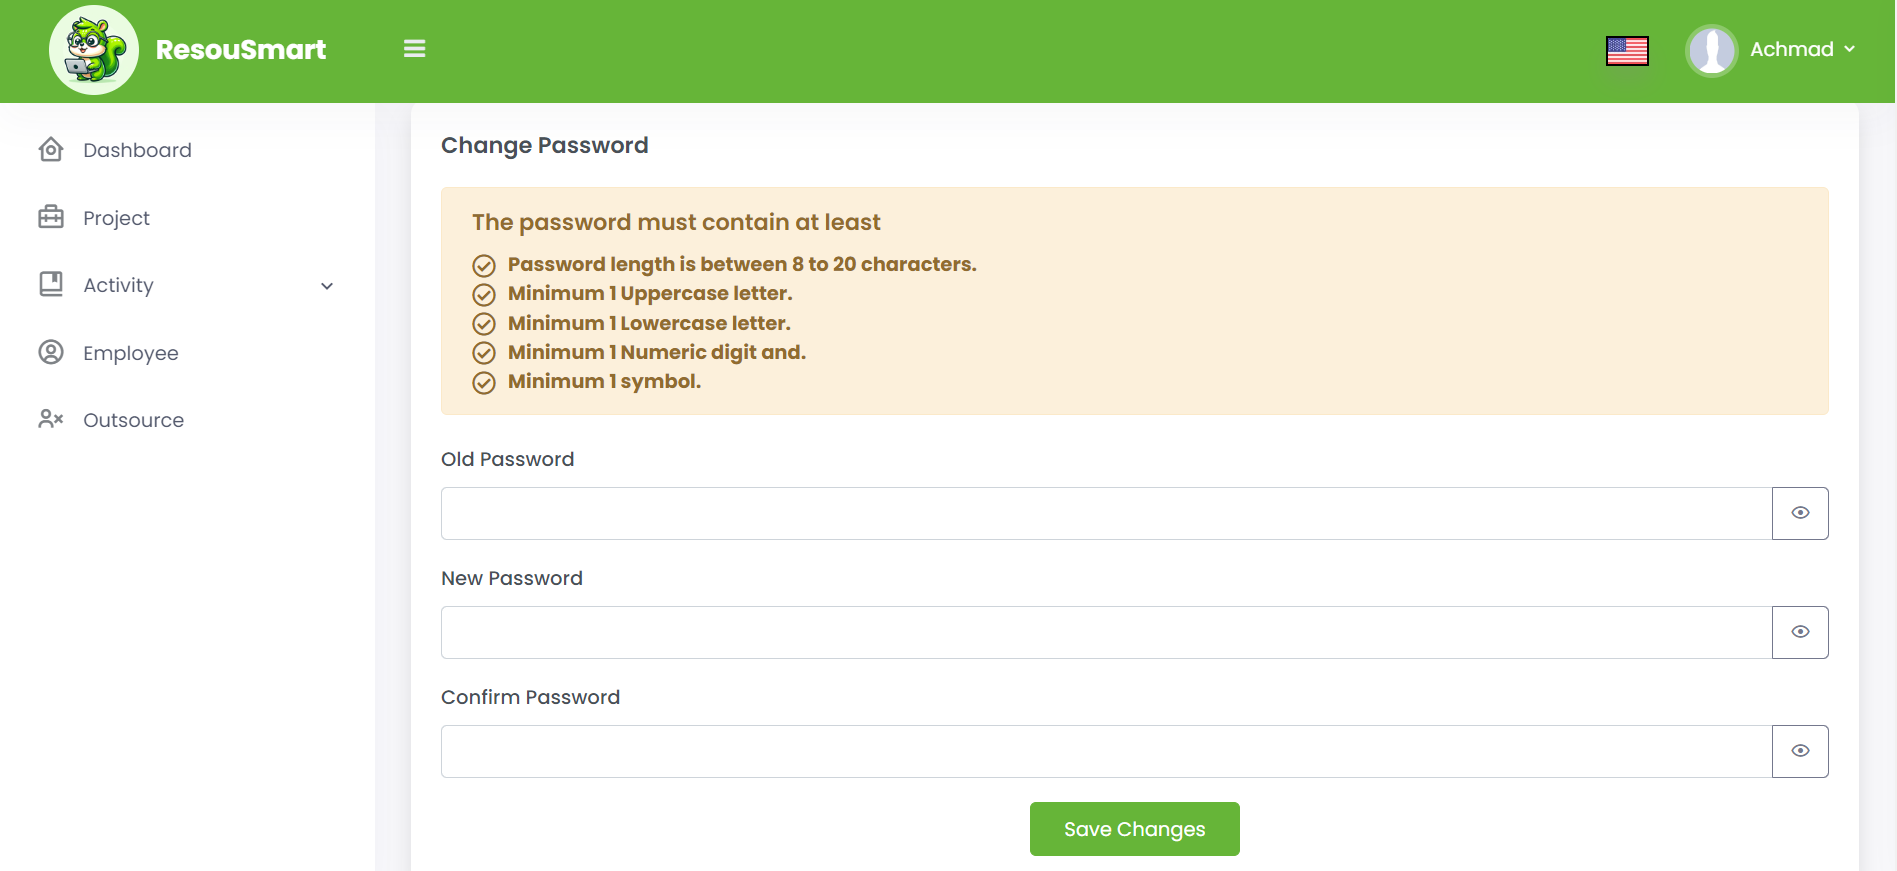 ResouSmart
Achmad
Dashboard
Project
Activity
Employee
Outsource
Change Password
The password must contain at least
Password length is between 8 to 20 characters.
Minimum 1 Uppercase letter.
Minimum 1 Lowercase letter.
Minimum 1 Numeric digit and.
Minimum 1 symbol.
Old Password
New Password
Confirm Password
Save Changes